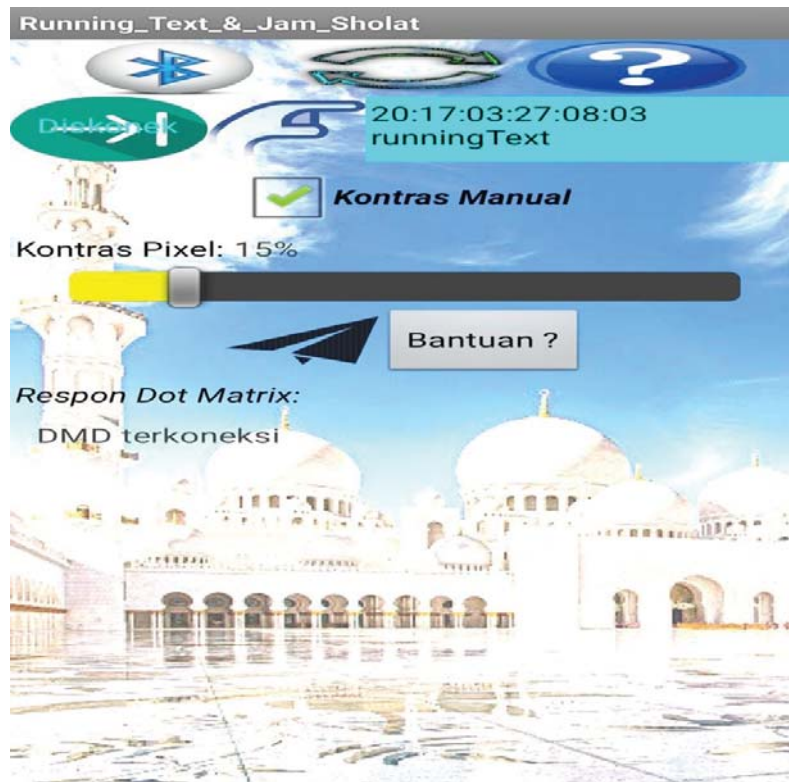 Running_Text_&_Jam_Sholat
?
Diskonek
20:17:03:27:08:03
runningText
Kontras Manual
Kontras Pixel: 15%
Bantuan ?
Respon Dot Matrix:
DMD terkoneksi